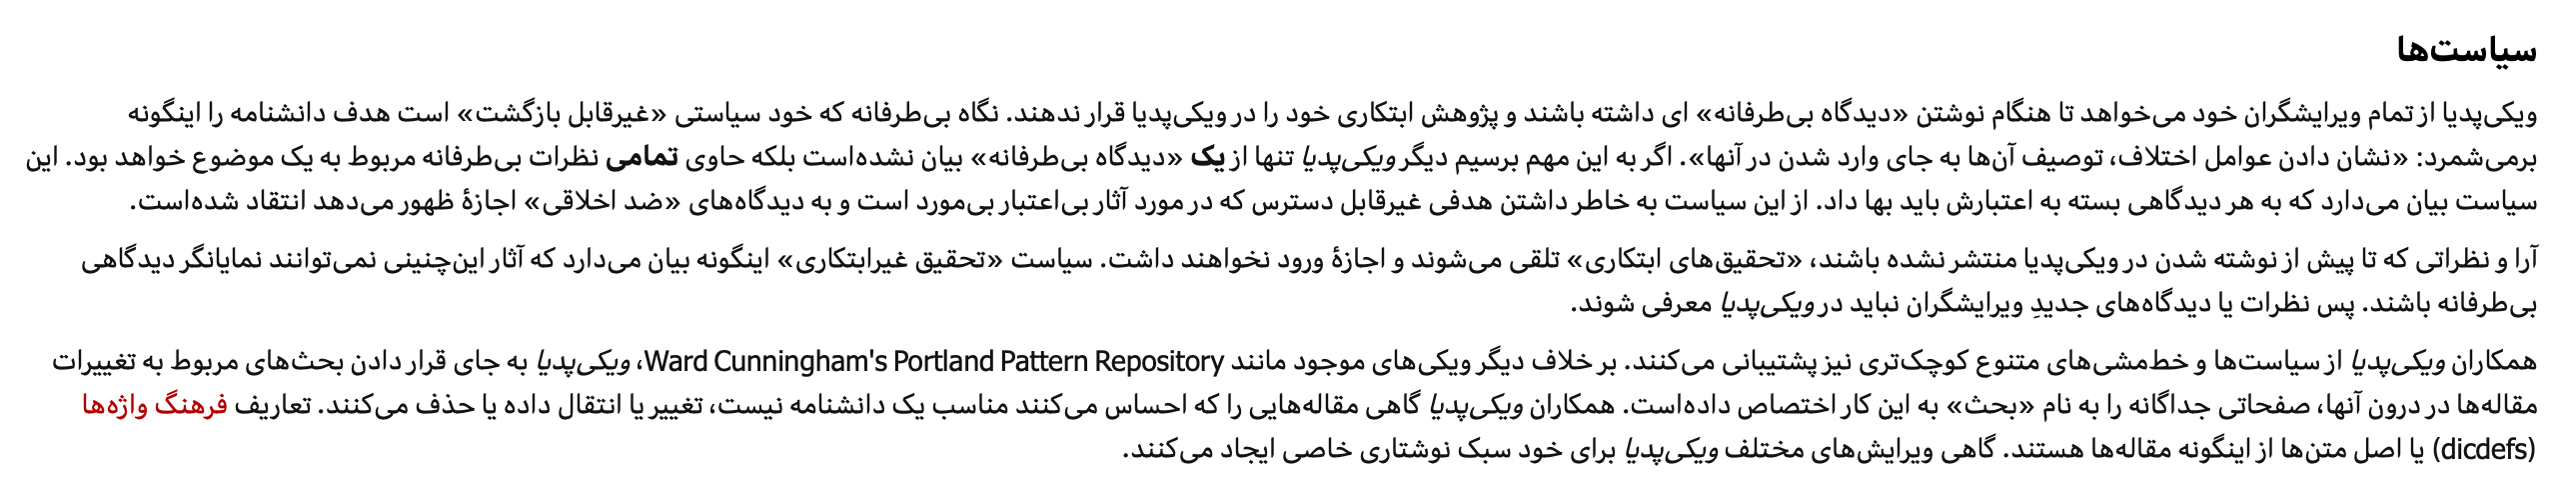 سیاست‌ها
ویکی‌پدیا از تمام ویرایشگران خود می‌خواهد تا هنگام نوشتن «دیدگاه بی‌طرفانه» ای داشته باشند و پژوهش ابتکاری خود را در ویکی‌پدیا قرار ندهند. نگاه بی‌طرفانه که خود سیاستی «غیرقابل بازگشت» است هدف دانشنامه را اینگونه
برمی‌شمرد: «نشان دادن عوامل اختلاف، توصیف آن‌ها به جای وارد شدن در آنها». اگر به این مهم برسیم دیگر ویکی‌پدیا تنها از یک «دیدگاه بی‌طرفانه» بیان نشده‌است بلکه حاوی تمامی نظرات بی‌طرفانه مربوط به یک موضوع خواهد بود. این
سیاست بیان می‌دارد که به هر دیدگاهی بسته به اعتبارش باید بها داد. از این سیاست به خاطر داشتن هدفی غیرقابل دسترس که در مورد آثار بی‌اعتبار بی‌مورد است و به دیدگاه‌های «ضد اخلاقی» اجازهٔ ظهور می‌دهد انتقاد شده‌است.
آرا و نظراتی که تا پیش از نوشته شدن در ویکی‌پدیا منتشر نشده باشند، «تحقیق‌های ابتکاری» تلقی می‌شوند و اجازهٔ ورود نخواهند داشت. سیاست «تحقیق غیرابتکاری» اینگونه بیان می‌دارد که آثار این‌چنینی نمی‌توانند نمایانگر دیدگاهی
بی‌طرفانه باشند. پس نظرات یا دیدگاه‌های جدیدِ ویرایشگران نباید در ویکی‌پدیا معرفی شوند.
همکاران ویکی‌پدیا از سیاست‌ها و خط‌مشی‌های متنوع کوچک‌تری نیز پشتیبانی می‌کنند. بر خلاف دیگر ویکی‌های موجود مانند Ward Cunningham's Portland Pattern Repository، ویکی‌پدیا به جای قرار دادن بحث‌های مربوط به تغییرات
مقاله‌ها در درون آنها، صفحاتی جداگانه را به نام «بحث» به این کار اختصاص داده‌است. همکاران ویکی‌پدیا گاهی مقاله‌هایی را که احساس می‌کنند مناسب یک دانشنامه نیست، تغییر یا انتقال داده یا حذف می‌کنند. تعاریف فرهنگ واژه‌ها
(dicdefs) یا اصل متن‌ها از اینگونه مقاله‌ها هستند. گاهی ویرایش‌های مختلف ویکی‌پدیا برای خود سبک نوشتاری خاصی ایجاد می‌کنند.